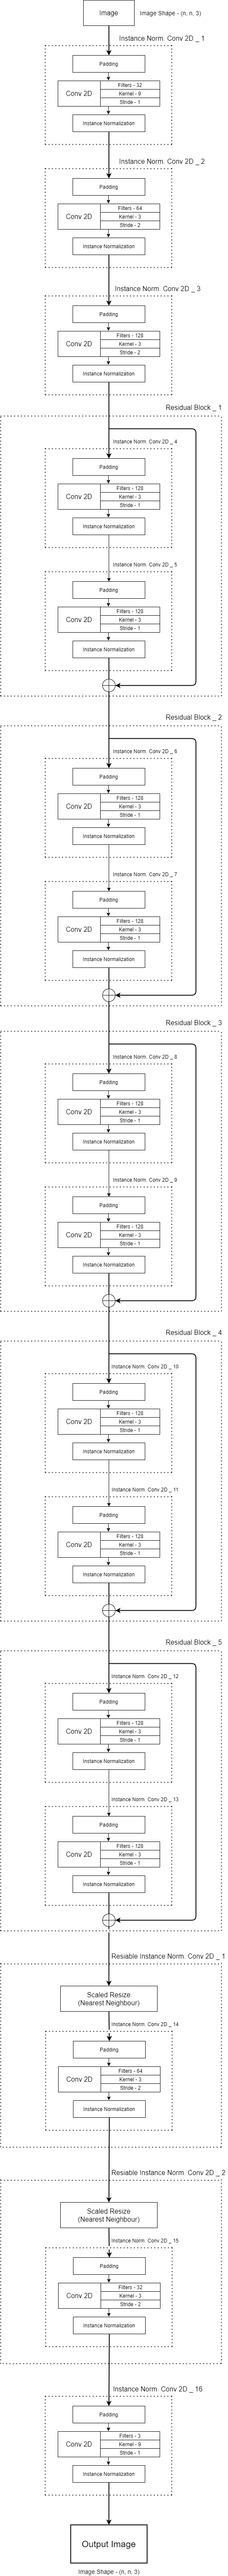 Image
Image Shape - (n, n, 3)
Instance Norm. Conv 2D _ 1
Padding
Conv 2D
Filters - 32
Kernel - 9
Stride - 1
Instance Normalization
Instance Norm. Conv 2D _ 2
Padding
Conv 2D
Filters - 64
Kernel - 3
Stride - 2
Instance Normalization
Instance Norm. Conv 2D _ 3
Padding
Conv 2D
Filters - 128
Kernel - 3
Stride - 2
Instance Normalization
Residual Block _ 1
Instance Norm. Conv 2D _ 4
Padding
Conv 2D
Filters - 128
Kernel - 3
Stride - 1
Instance Normalization
Instance Norm. Conv 2D _ 5
Padding
Conv 2D
Filters - 128
Kernel - 3
Stride - 1
Instance Normalization
Residual Block _ 2
Instance Norm. Conv 2D _ 6
Padding
Conv 2D
Filters - 128
Kernel - 3
Stride - 1
Instance Normalization
Instance Norm. Conv 2D _ 7
Padding
Conv 2D
Filters - 128
Kernel - 3
Stride - 1
Instance Normalization
Residual Block _ 3
Instance Norm. Conv 2D _ 8
Padding
Conv 2D
Filters - 128
Kernel - 3
Stride - 1
Instance Normalization
Instance Norm. Conv 2D _ 9
Padding
Conv 2D
Filters - 128
Kernel - 3
Stride - 1
Instance Normalization
Residual Block _ 4
Instance Norm. Conv 2D _ 10
Padding
Conv 2D
Filters - 128
Kernel - 3
Stride - 1
Instance Normalization
Instance Norm. Conv 2D _ 11
Padding
Conv 2D
Filters - 128
Kernel - 3
Stride - 1
Instance Normalization
Residual Block _ 5
Instance Norm. Conv 2D _ 12
Padding
Conv 2D
Filters - 128
Kernel - 3
Stride - 1
Instance Normalization
Instance Norm. Conv 2D _ 13
Padding
Conv 2D
Filters - 128
Kernel - 3
Stride - 1
Instance Normalization
Resiable Instance Norm. Conv 2D _ 1
Scaled Resize
(Nearest Neighbour)
Instance Norm. Conv 2D _ 14
Padding
Conv 2D
Filters - 64
Kernel - 3
Stride - 2
Instance Normalization
Resiable Instance Norm. Conv 2D _ 2
Scaled Resize
(Nearest Neighbour)
Instance Norm. Conv 2D _ 15
Padding
Conv 2D
Filters - 32
Kernel - 3
Stride - 2
Instance Normalization
Instance Norm. Conv 2D _ 16
Padding
Conv 2D
Filters - 3
Kernel - 9
Stride - 1
Instance Normalization
Output Image
Image Shape - (n, n, 3)